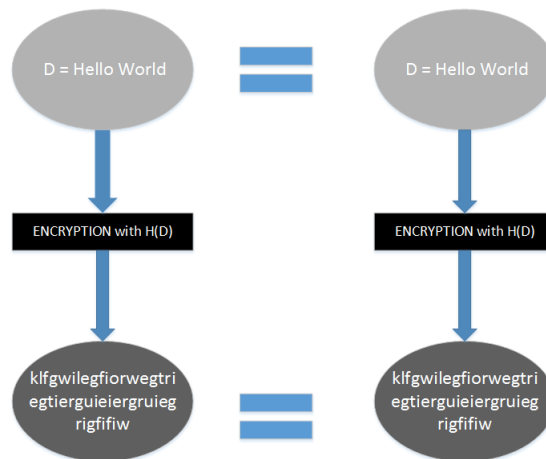 D = Hello World
D = Hello World
ENCRYPTION with H(D)
ENCRYPTION with H(D)
klfgwilegfiorwegtri
egtierguieiergruieg
rigfifiw
klfgwilegfiorwegtri
egtierguieiergruieg
rigfifiw